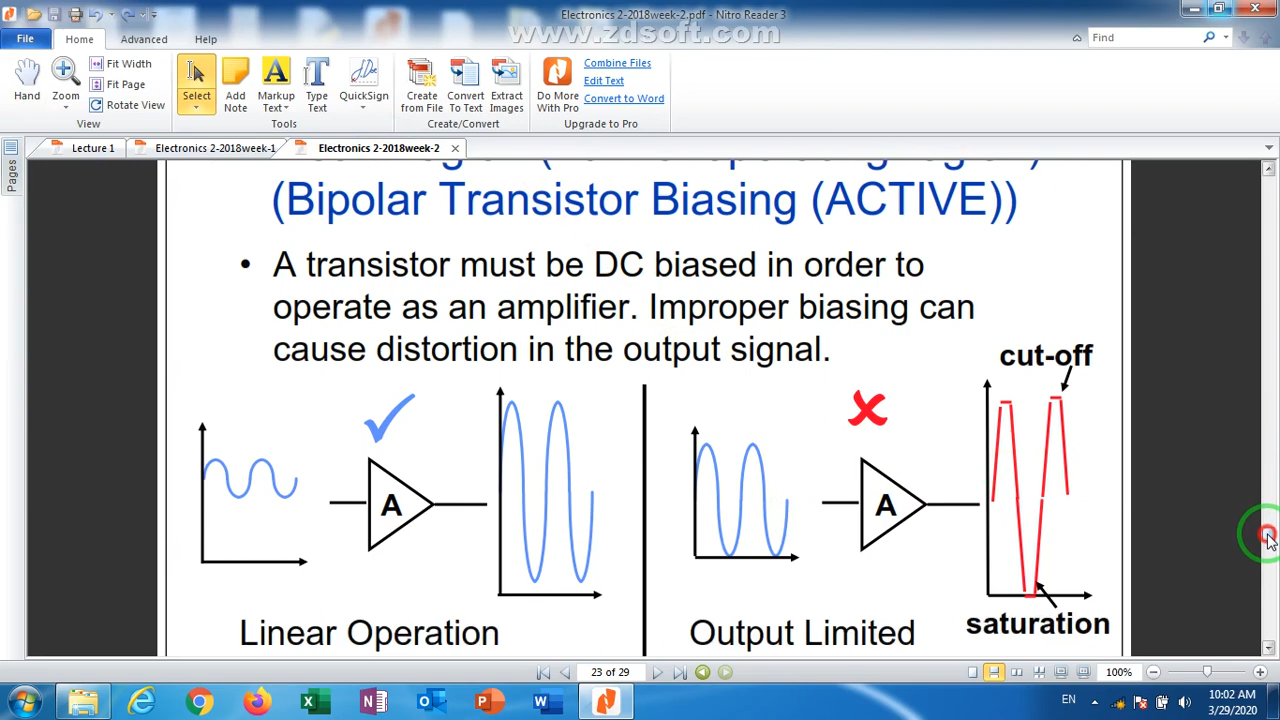 Electronics 2-2018week-2.pdf - Nitro Reader 3
www.zdsoft.com
File Home Advanced Help
Find
Hand
Zoom
Fit Width
Fit Page
Rotate View
View
Select
Add Note
Markup Text
Type Text
QuickSign
Tools
Create from File
Convert To Text
Extract Images
Create/Convert
Do More With Pro
Combine Files
Edit Text
Convert to Word
Upgrade to Pro
Pages
Lecture 1
Electronics 2-2018week-1
Electronics 2-2018week-2
(Bipolar Transistor Biasing (ACTIVE))
• A transistor must be DC biased in order to
operate as an amplifier. Improper biasing can
cause distortion in the output signal.
cut-off
A
A
Linear Operation
Output Limited
saturation
23 of 29
100%
EN
10:02 AM
3/29/2020